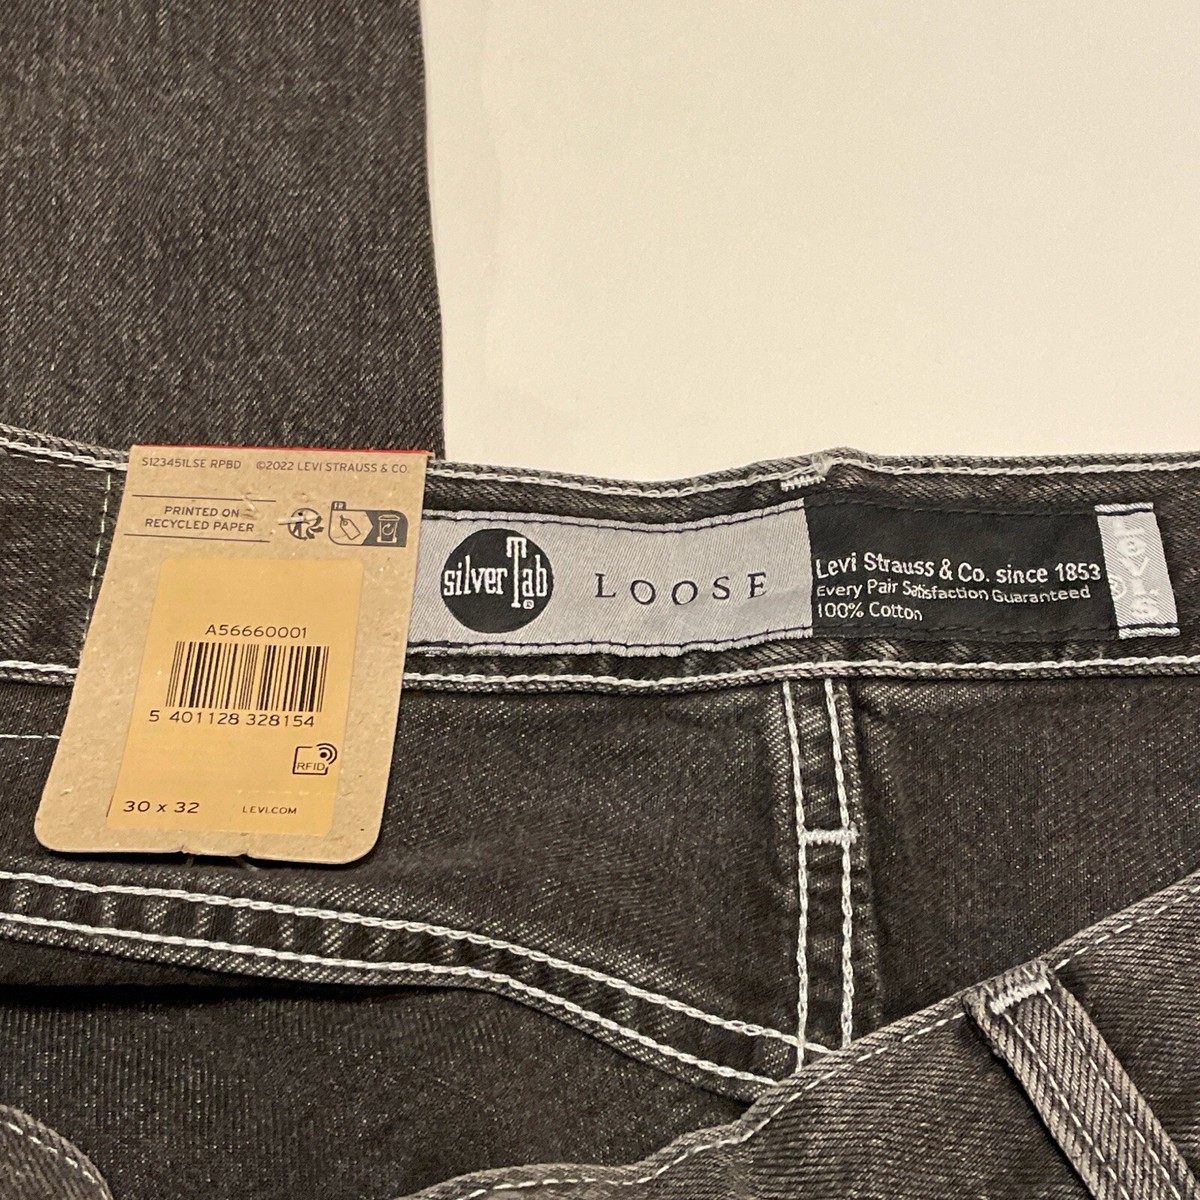 S123451LSE RPBD ©2022 LEVI STRAUSS & CO.
PRINTED ON
RECYCLED PAPER
FR
A56660001
5 401128 328154
RFID
30 x 32 LEVI.COM
silverTab®
LOOSE
Levi Strauss & Co. since 1853
Every Pair Satisfaction Guaranteed
100% Cotton
Levi's®